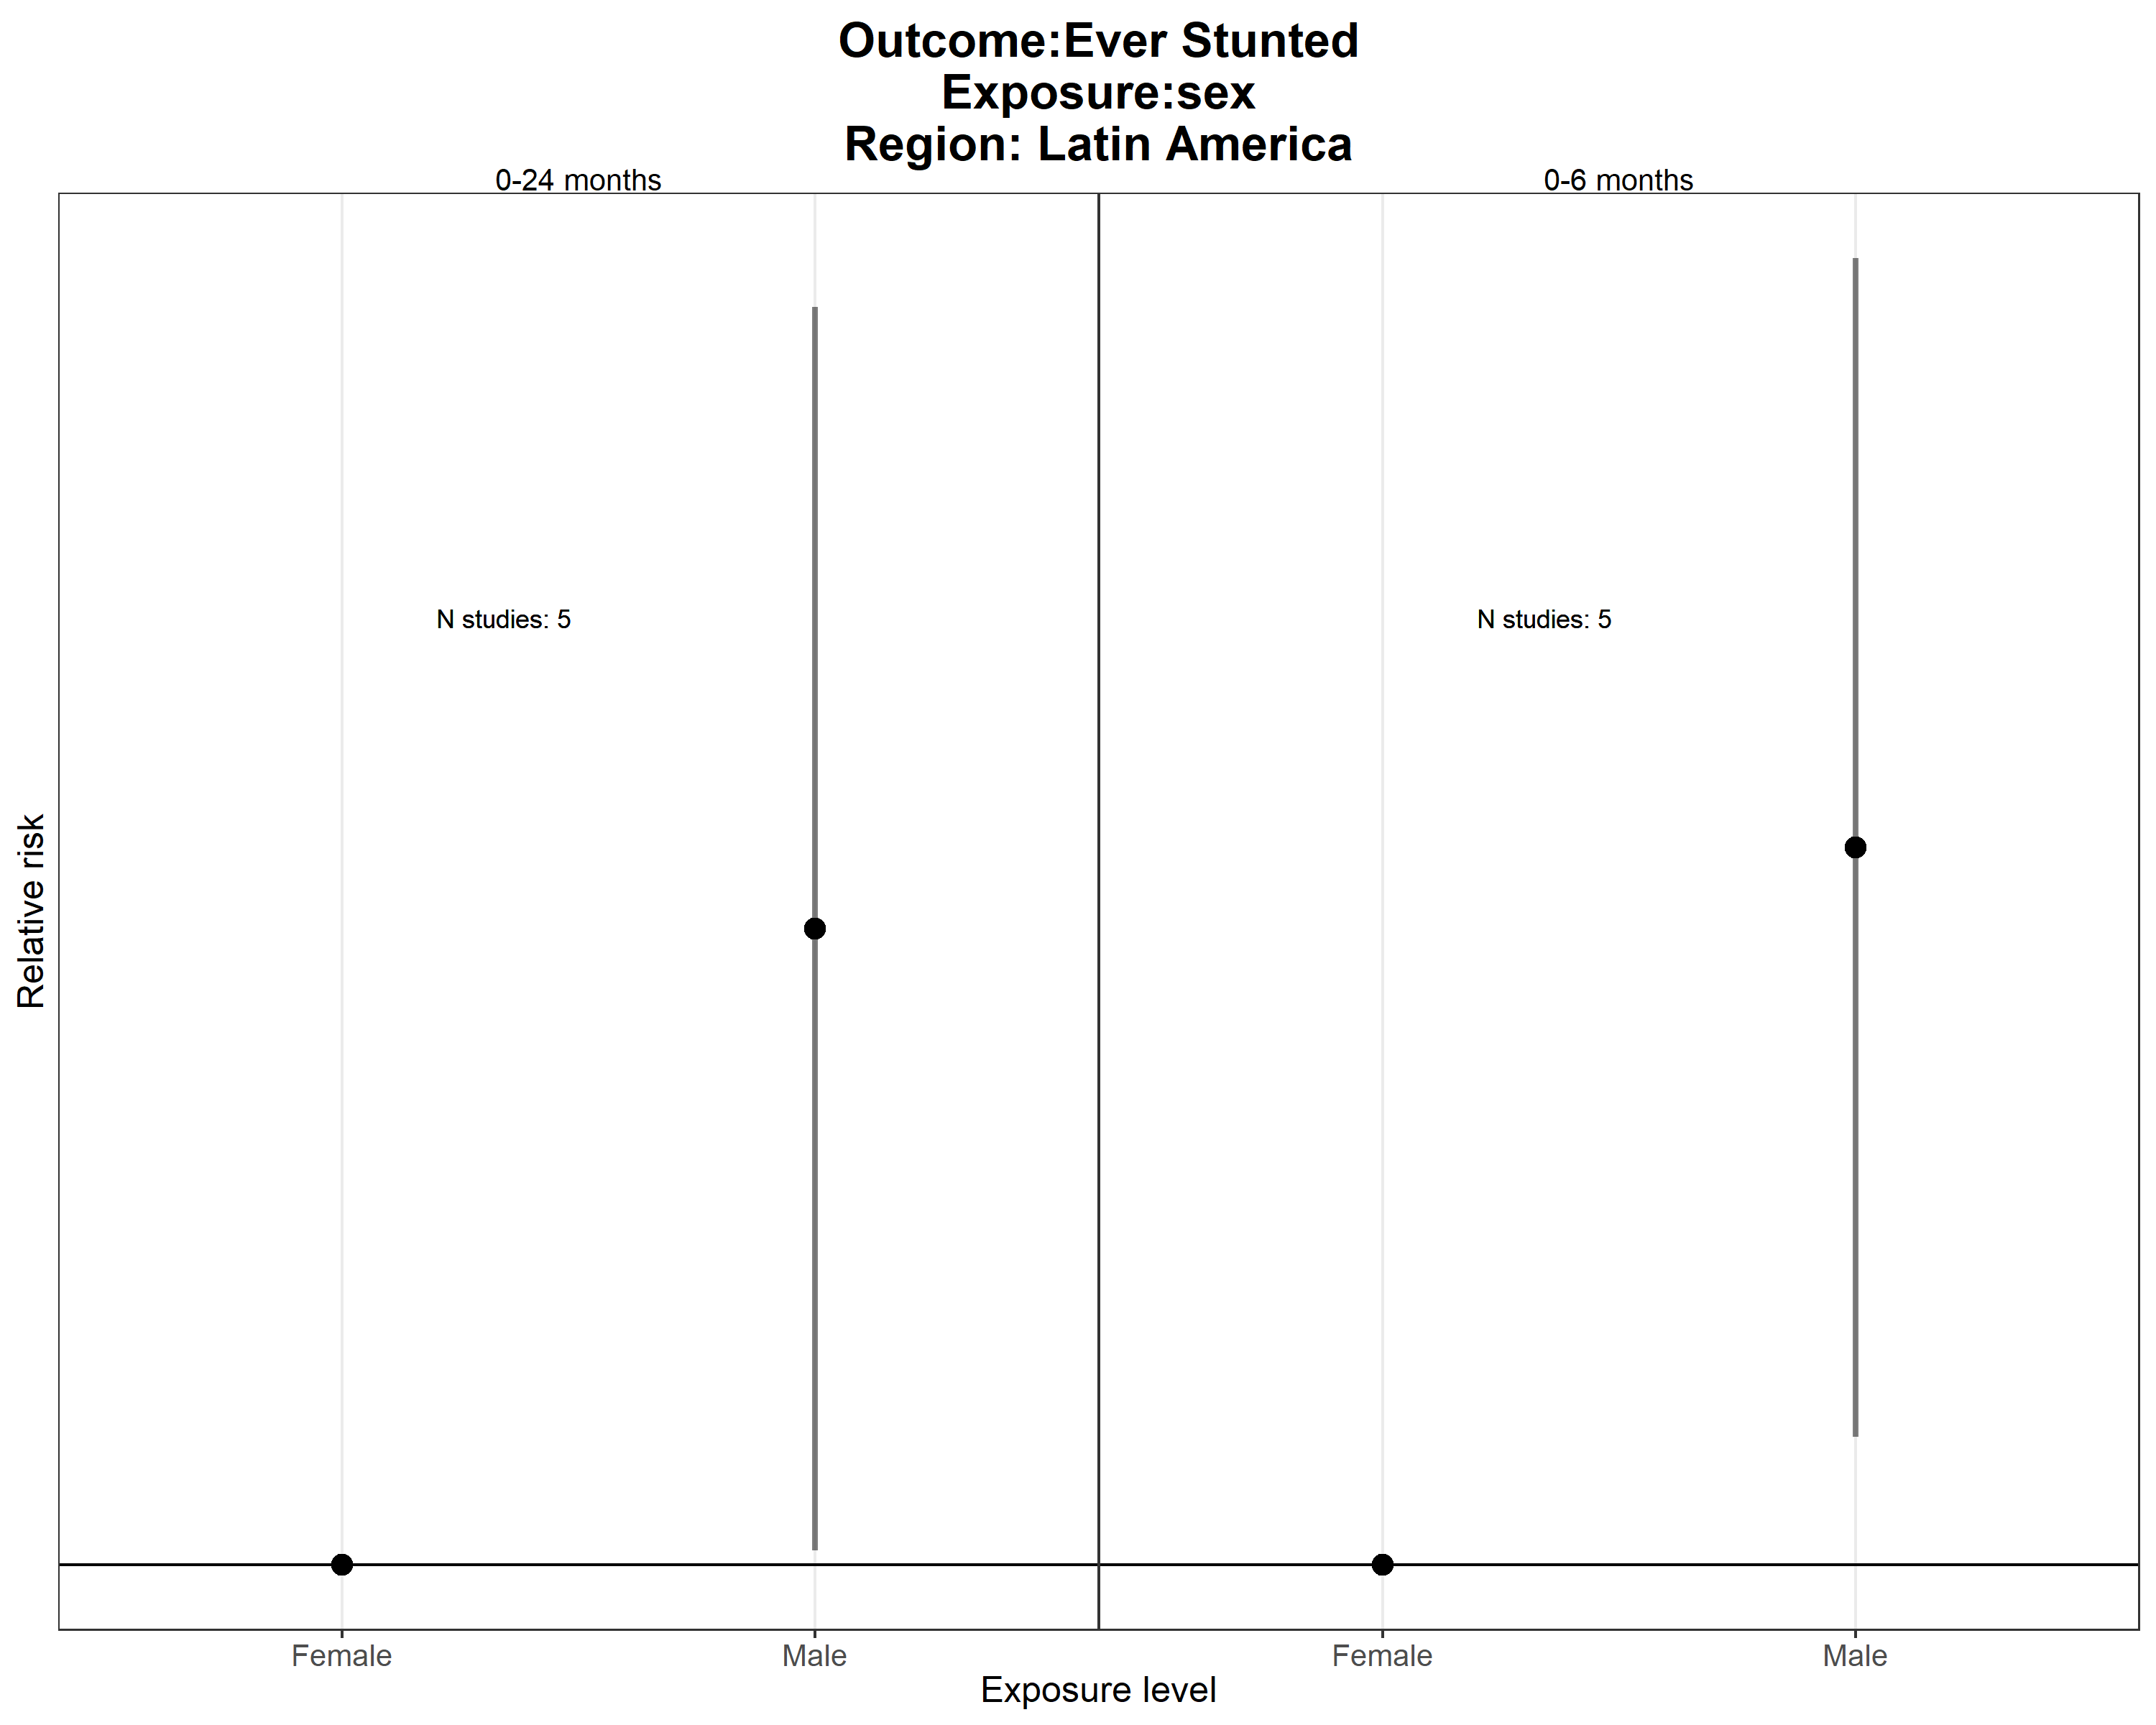 Outcome:Ever Stunted
Exposure:sex
Region: Latin America
0-24 months
0-6 months
N studies: 5
N studies: 5
Relative risk
Female
Male
Female
Male
Exposure level